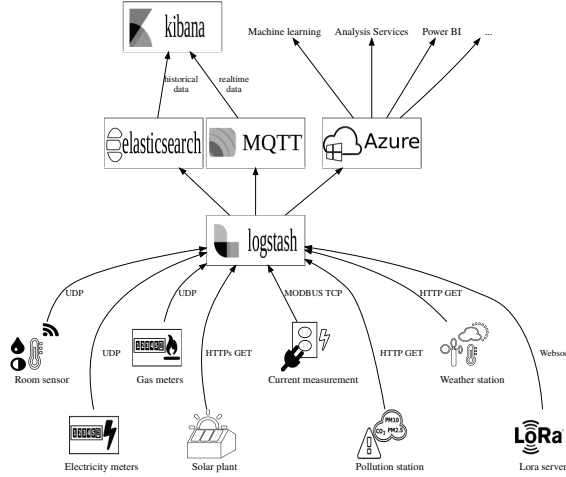 kibana
Machine learning
Analysis Services
Power BI
...
historical
data
realtime
data
elasticsearch
MQTT
Azure
logstash
UDP
UDP
MODBUS TCP
HTTP GET
UDP
HTTPs GET
HTTP GET
Room sensor
123456
Gas meters
Current measurement
Weather station
123456
Electricity meters
Solar plant
PM10
CO2 PM2.5
Pollution station
LoRa
Lora server